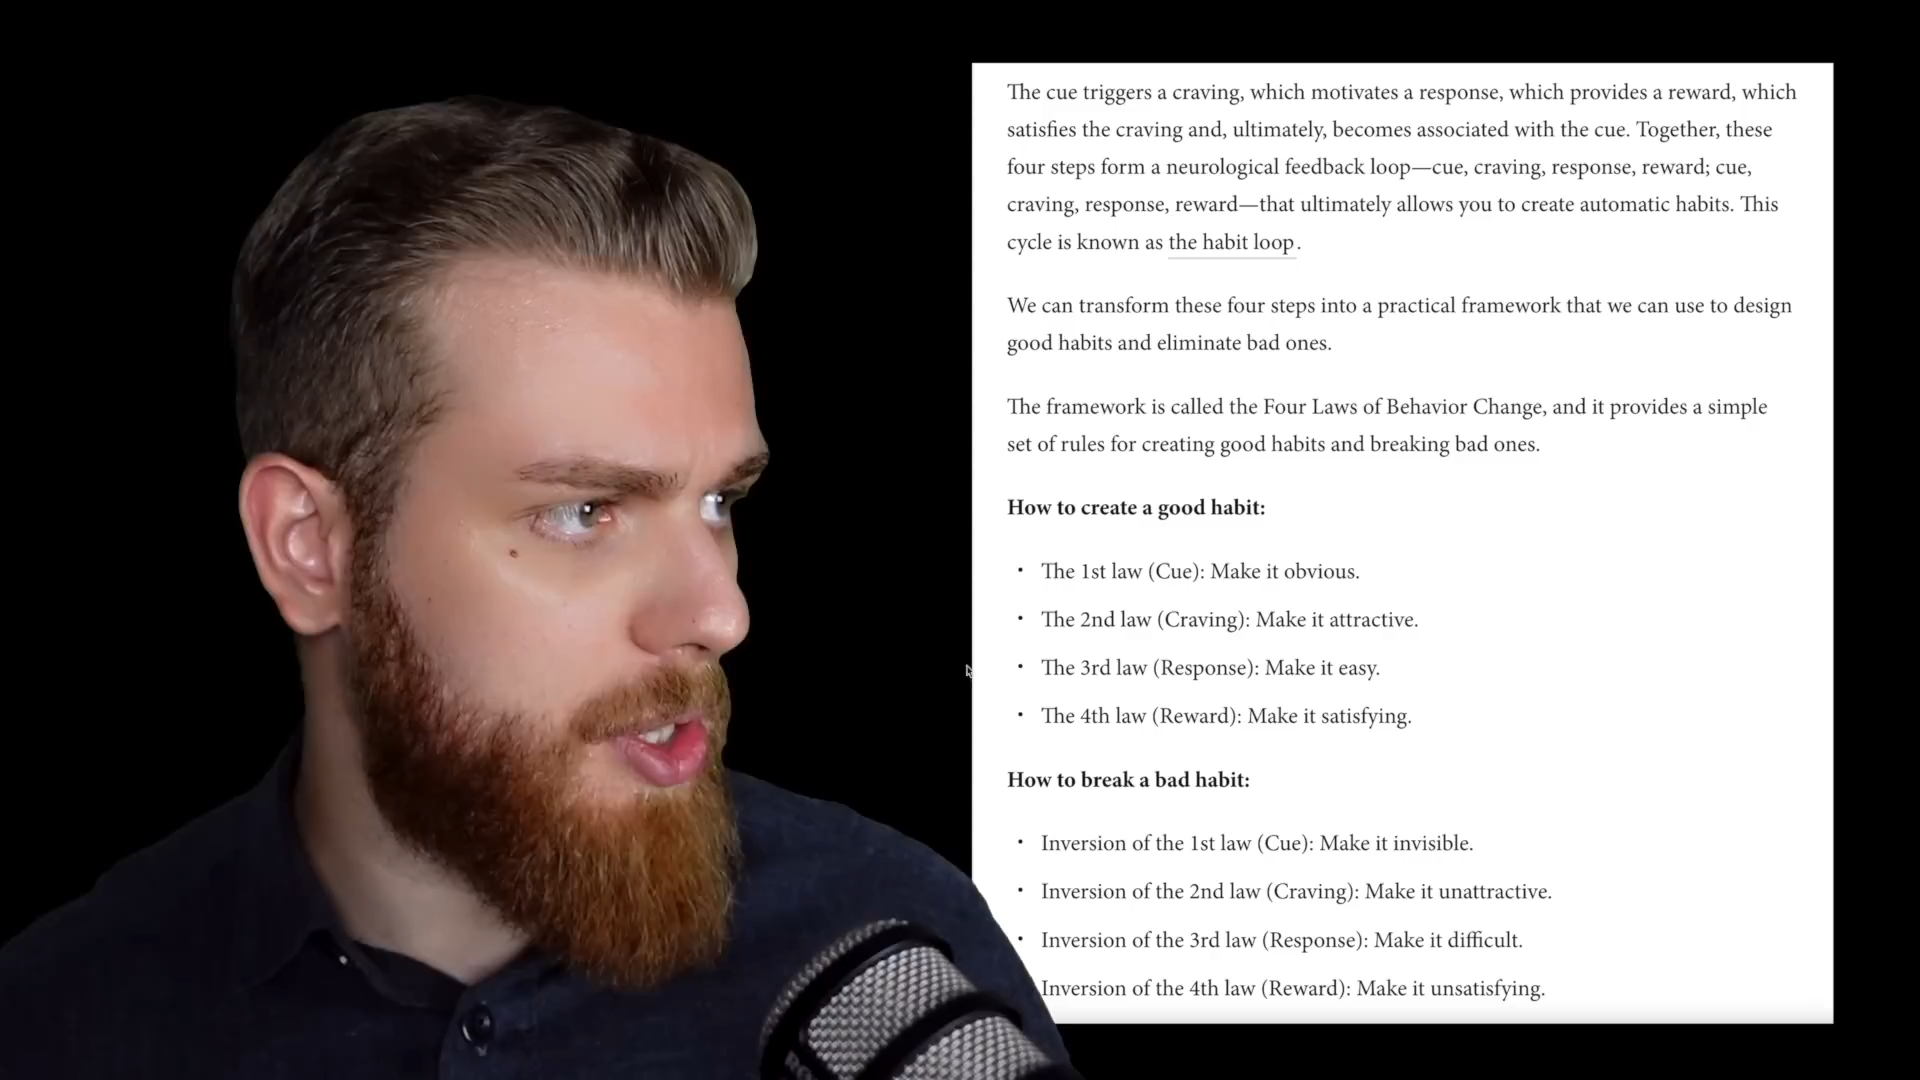 The cue triggers a craving, which motivates a response, which provides a reward, which
satisfies the craving and, ultimately, becomes associated with the cue. Together, these
four steps form a neurological feedback loop—cue, craving, response, reward; cue,
craving, response, reward—that ultimately allows you to create automatic habits. This
cycle is known as the habit loop.
We can transform these four steps into a practical framework that we can use to design
good habits and eliminate bad ones.
The framework is called the Four Laws of Behavior Change, and it provides a simple
set of rules for creating good habits and breaking bad ones.
How to create a good habit:
• The 1st law (Cue): Make it obvious.
• The 2nd law (Craving): Make it attractive.
• The 3rd law (Response): Make it easy.
• The 4th law (Reward): Make it satisfying.
How to break a bad habit:
• Inversion of the 1st law (Cue): Make it invisible.
• Inversion of the 2nd law (Craving): Make it unattractive.
• Inversion of the 3rd law (Response): Make it difficult.
Inversion of the 4th law (Reward): Make it unsatisfying.